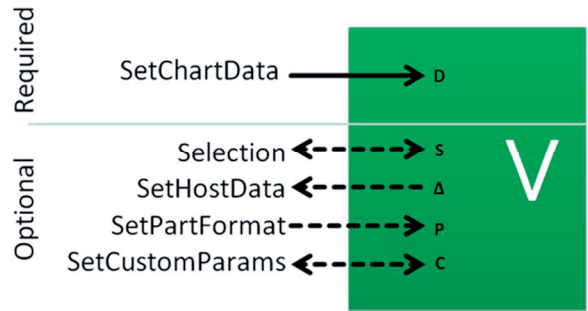 Required
SetChartData D
Optional
Selection S
SetHostData Δ
SetPartFormat P
SetCustomParams C
V